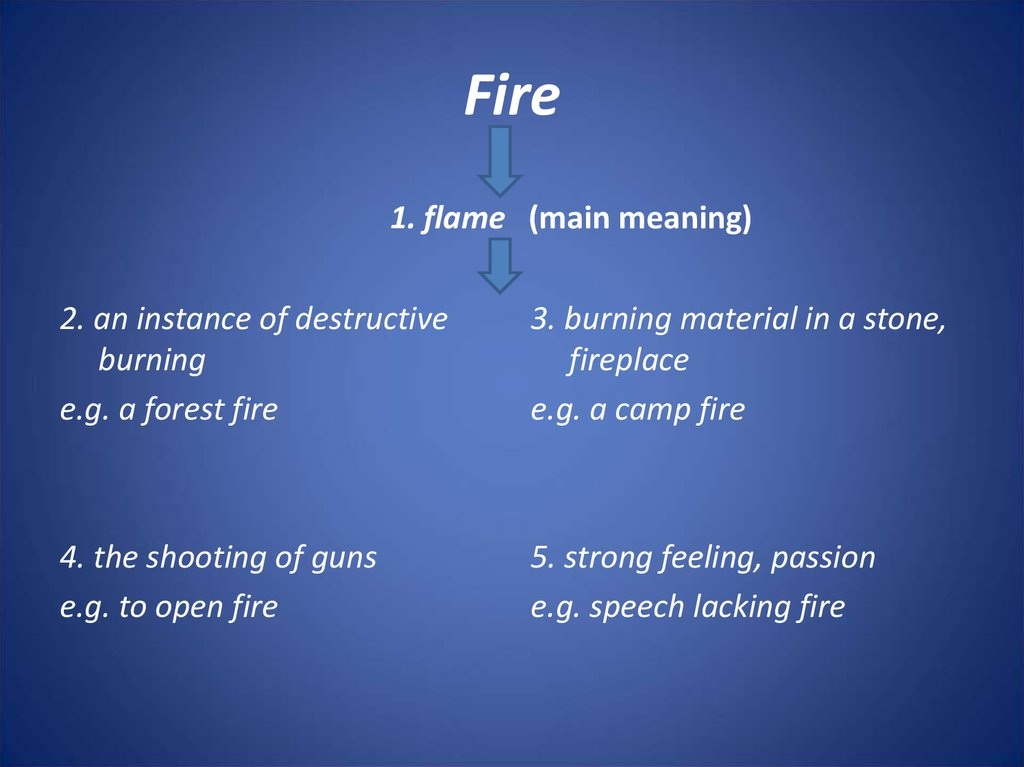 Fire
1. flame (main meaning)
2. an instance of destructive
burning
e.g. a forest fire
3. burning material in a stone,
fireplace
e.g. a camp fire
4. the shooting of guns
e.g. to open fire
5. strong feeling, passion
e.g. speech lacking fire